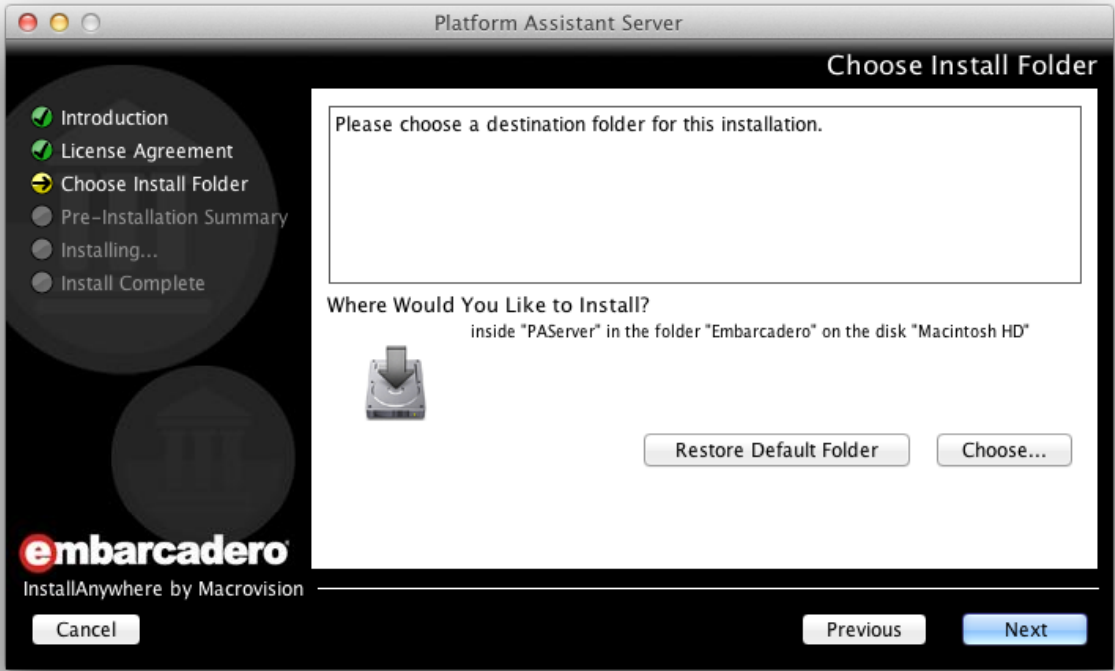 Platform Assistant Server
Choose Install Folder
Introduction
License Agreement
Choose Install Folder
Pre-Installation Summary
Installing...
Install Complete
Please choose a destination folder for this installation.
Where Would You Like to Install?
inside "PAServer" in the folder "Embarcadero" on the disk "Macintosh HD"
Restore Default Folder
Choose...
embarcadero
InstallAnywhere by Macrovision
Cancel
Previous
Next